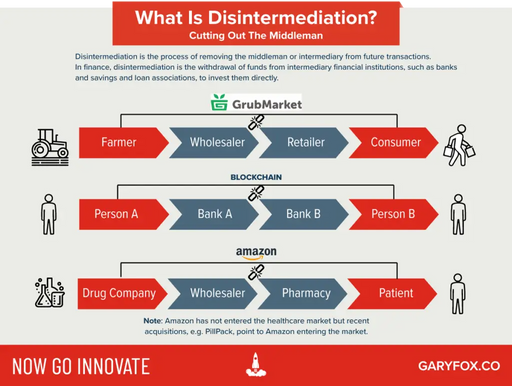 What Is Disintermediation?
Cutting Out The Middleman
Disintermediation is the process of removing the middleman or intermediary from future transactions.
In finance, disintermediation is the withdrawal of funds from intermediary financial institutions, such as banks
and savings and loan associations, to invest them directly.
GrubMarket
Farmer Wholesaler Retailer Consumer
BLOCKCHAIN
Person A Bank A Bank B Person B
amazon
Drug Company Wholesaler Pharmacy Patient
Note: Amazon has not entered the healthcare market but recent
acquisitions, e.g. PillPack, point to Amazon entering the market.
NOW GO INNOVATE GARYFOX.CO